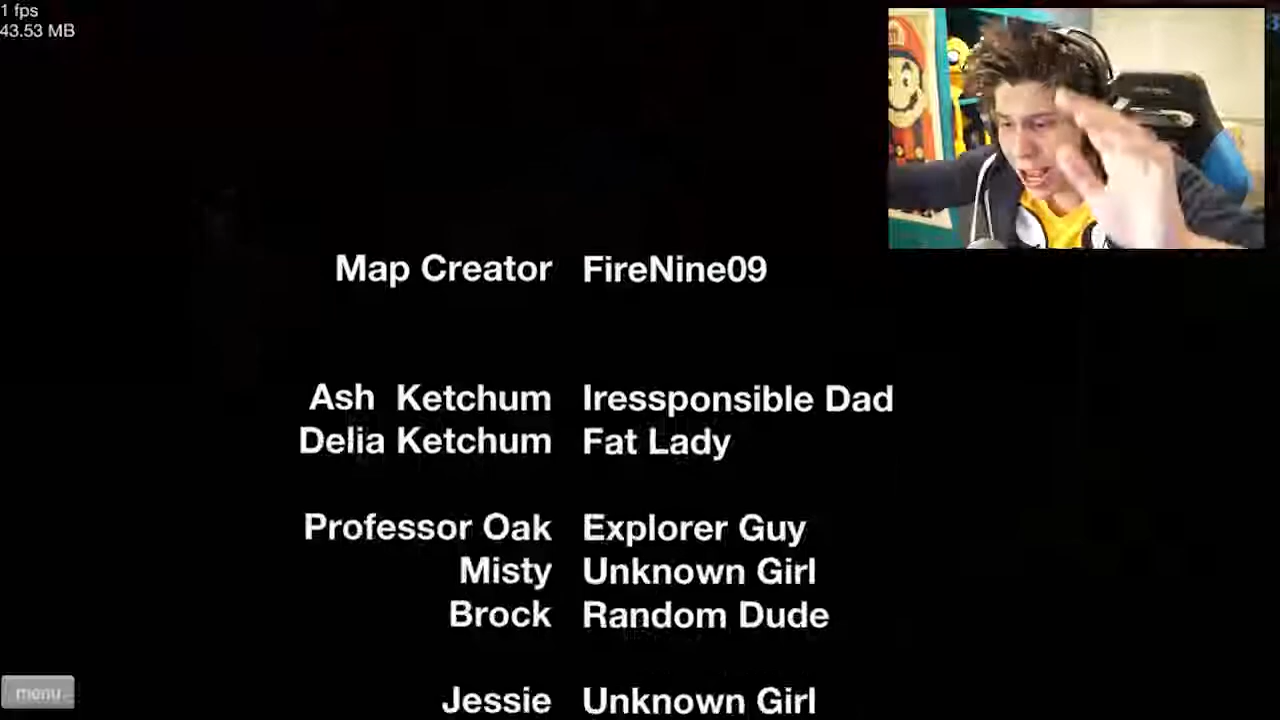 1 fps
43.53 MB
Map Creator FireNine09
Ash Ketchum Iressponsible Dad
Delia Ketchum Fat Lady
Professor Oak Explorer Guy
Misty Unknown Girl
Brock Random Dude
Jessie Unknown Girl
menu